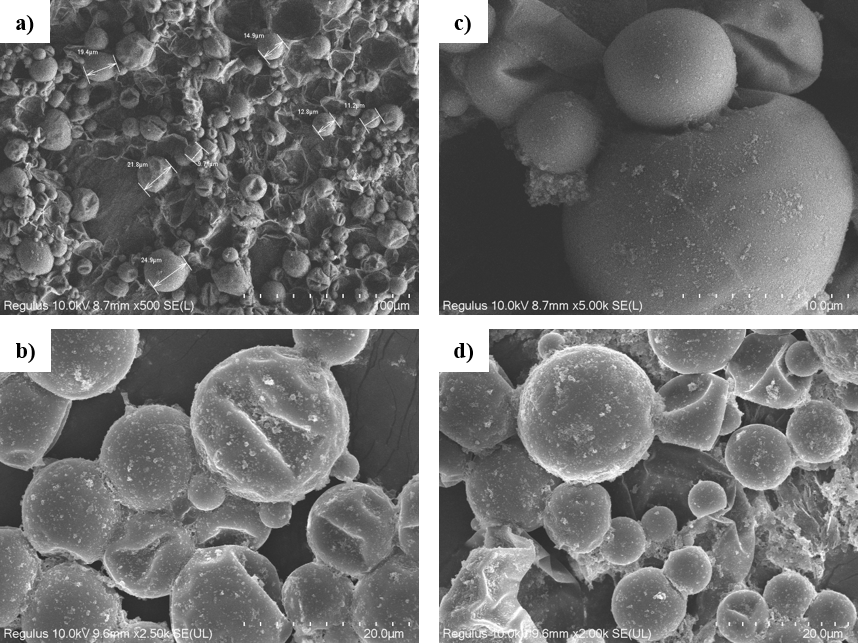 a)
14.9µm
19.4µm
11.2µm
12.8µm
21.8µm
24.9µm
Regulus 10.0kV 8.7mm x500 SE(L)
100µm
c)
Regulus 10.0kV 8.7mm x5.00k SE(L)
10.0µm
b)
Regulus 10.0kV 9.6mm x2.50k SE(UL)
20.0µm
d)
Regulus 10.0kV 9.6mm x2.00k SE(UL)
20.0µm